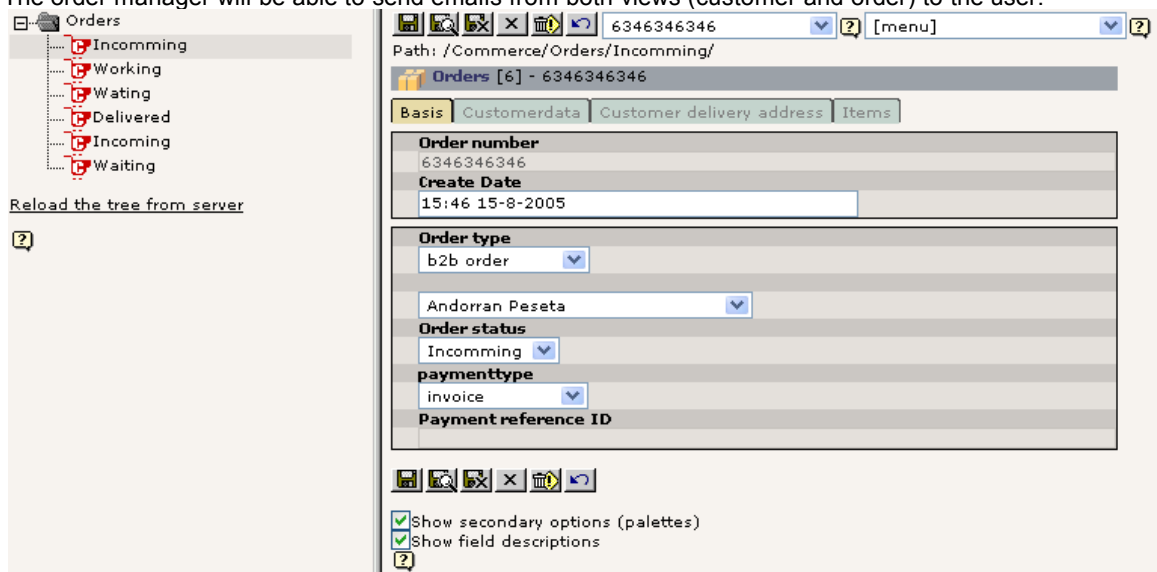 The order manager will be able to send emails from both views (customer and order) to the user.
Orders
Incomming
Working
Wating
Delivered
Incoming
Waiting
Reload the tree from server
6346346346
[menu]
Path: /Commerce/Orders/Incomming/
Orders [6] - 6346346346
Basis Customerdata Customer delivery address Items
Order number
6346346346
Create Date
15:46 15-8-2005
Order type
b2b order
Andorran Peseta
Order status
Incomming
paymenttype
invoice
Payment reference ID
Show secondary options (palettes)
Show field descriptions